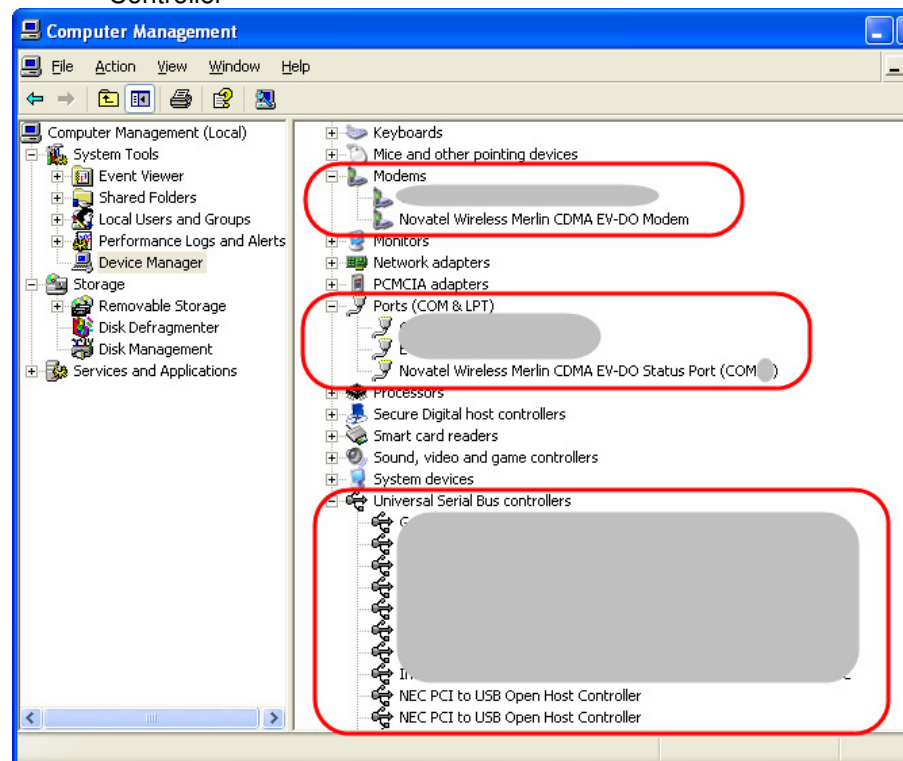 Controller
Computer Management
File Action View Window Help
Computer Management (Local)
System Tools
Event Viewer
Shared Folders
Local Users and Groups
Performance Logs and Alerts
Device Manager
Storage
Removable Storage
Disk Defragmenter
Disk Management
Services and Applications
Keyboards
Mice and other pointing devices
Modems
Novatel Wireless Merlin CDMA EV-DO Modem
Monitors
Network adapters
PCMCIA adapters
Ports (COM & LPT)
Novatel Wireless Merlin CDMA EV-DO Status Port (COM )
Processors
Secure Digital host controllers
Smart card readers
Sound, video and game controllers
System devices
Universal Serial Bus controllers
NEC PCI to USB Open Host Controller
NEC PCI to USB Open Host Controller